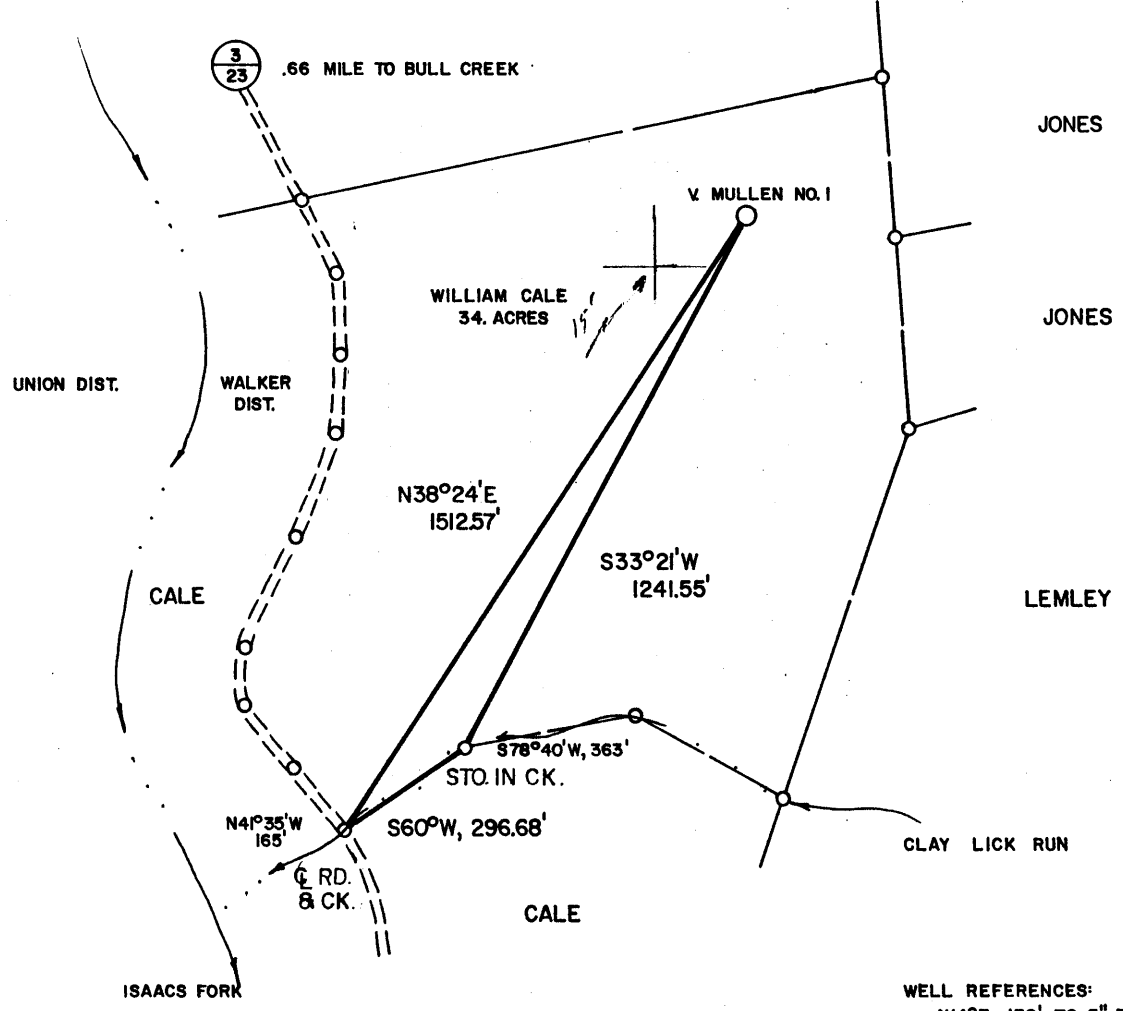 3
23
.66 MILE TO BULL CREEK
JONES
V. MULLEN NO. 1
WILLIAM CALE
34. ACRES
15'
JONES
UNION DIST.
WALKER
DIST.
N38°24'E
1512.57'
S33°21'W
1241.55'
CALE
LEMLEY
S78°40'W, 363'
STO. IN CK.
N41°35'W
165'
S60°W, 296.68'
CLAY LICK RUN
℄ RD.
& CK.
CALE
ISAACS FORK
WELL REFERENCES: